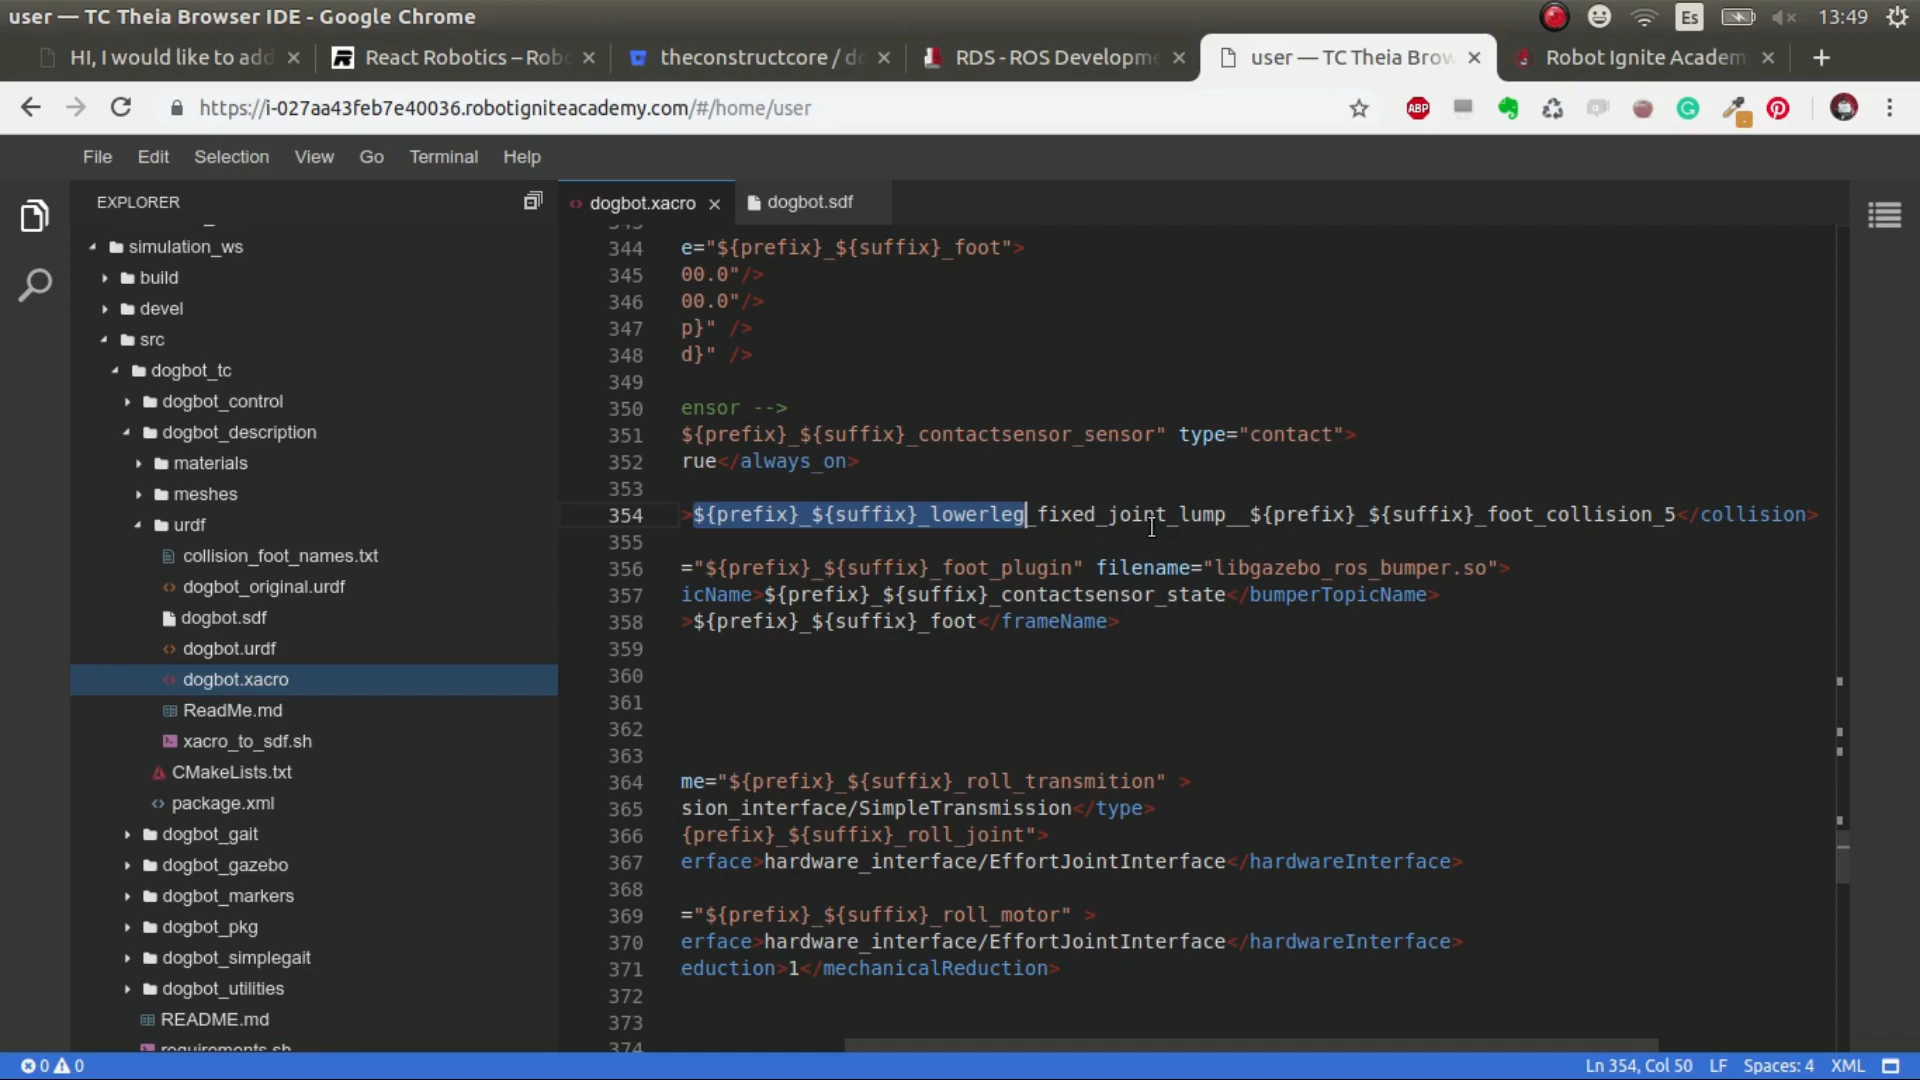 user — TC Theia Browser IDE - Google Chrome
Es
13:49
HI, I would like to add
React Robotics – Rob
theconstructcore / do
RDS - ROS Developm
user — TC Theia Brow
Robot Ignite Academ
https://i-027aa43feb7e40036.robotigniteacademy.com/#/home/user
ABP
File Edit Selection View Go Terminal Help
EXPLORER
simulation_ws
build
devel
src
dogbot_tc
dogbot_control
dogbot_description
materials
meshes
urdf
collision_foot_names.txt
dogbot_original.urdf
dogbot.sdf
dogbot.urdf
dogbot.xacro
ReadMe.md
xacro_to_sdf.sh
CMakeLists.txt
package.xml
dogbot_gait
dogbot_gazebo
dogbot_markers
dogbot_pkg
dogbot_simplegait
dogbot_utilities
README.md
requirements.sh
dogbot.xacro
dogbot.sdf
343
344 e="${prefix}_${suffix}_foot">
345 00.0"/>
346 00.0"/>
347 p}" />
348 d}" />
349
350 ensor -->
351 ${prefix}_${suffix}_contactsensor_sensor" type="contact">
352 rue</always_on>
353
354 >${prefix}_${suffix}_lowerleg_fixed_joint_lump__${prefix}_${suffix}_foot_collision_5</collision>
355
356 ="${prefix}_${suffix}_foot_plugin" filename="libgazebo_ros_bumper.so">
357 icName>${prefix}_${suffix}_contactsensor_state</bumperTopicName>
358 >${prefix}_${suffix}_foot</frameName>
359
360
361
362
363
364 me="${prefix}_${suffix}_roll_transmition" >
365 sion_interface/SimpleTransmission</type>
366 {prefix}_${suffix}_roll_joint">
367 erface>hardware_interface/EffortJointInterface</hardwareInterface>
368
369 ="${prefix}_${suffix}_roll_motor" >
370 erface>hardware_interface/EffortJointInterface</hardwareInterface>
371 eduction>1</mechanicalReduction>
372
373
374
0 0 Ln 354, Col 50 LF Spaces: 4 XML